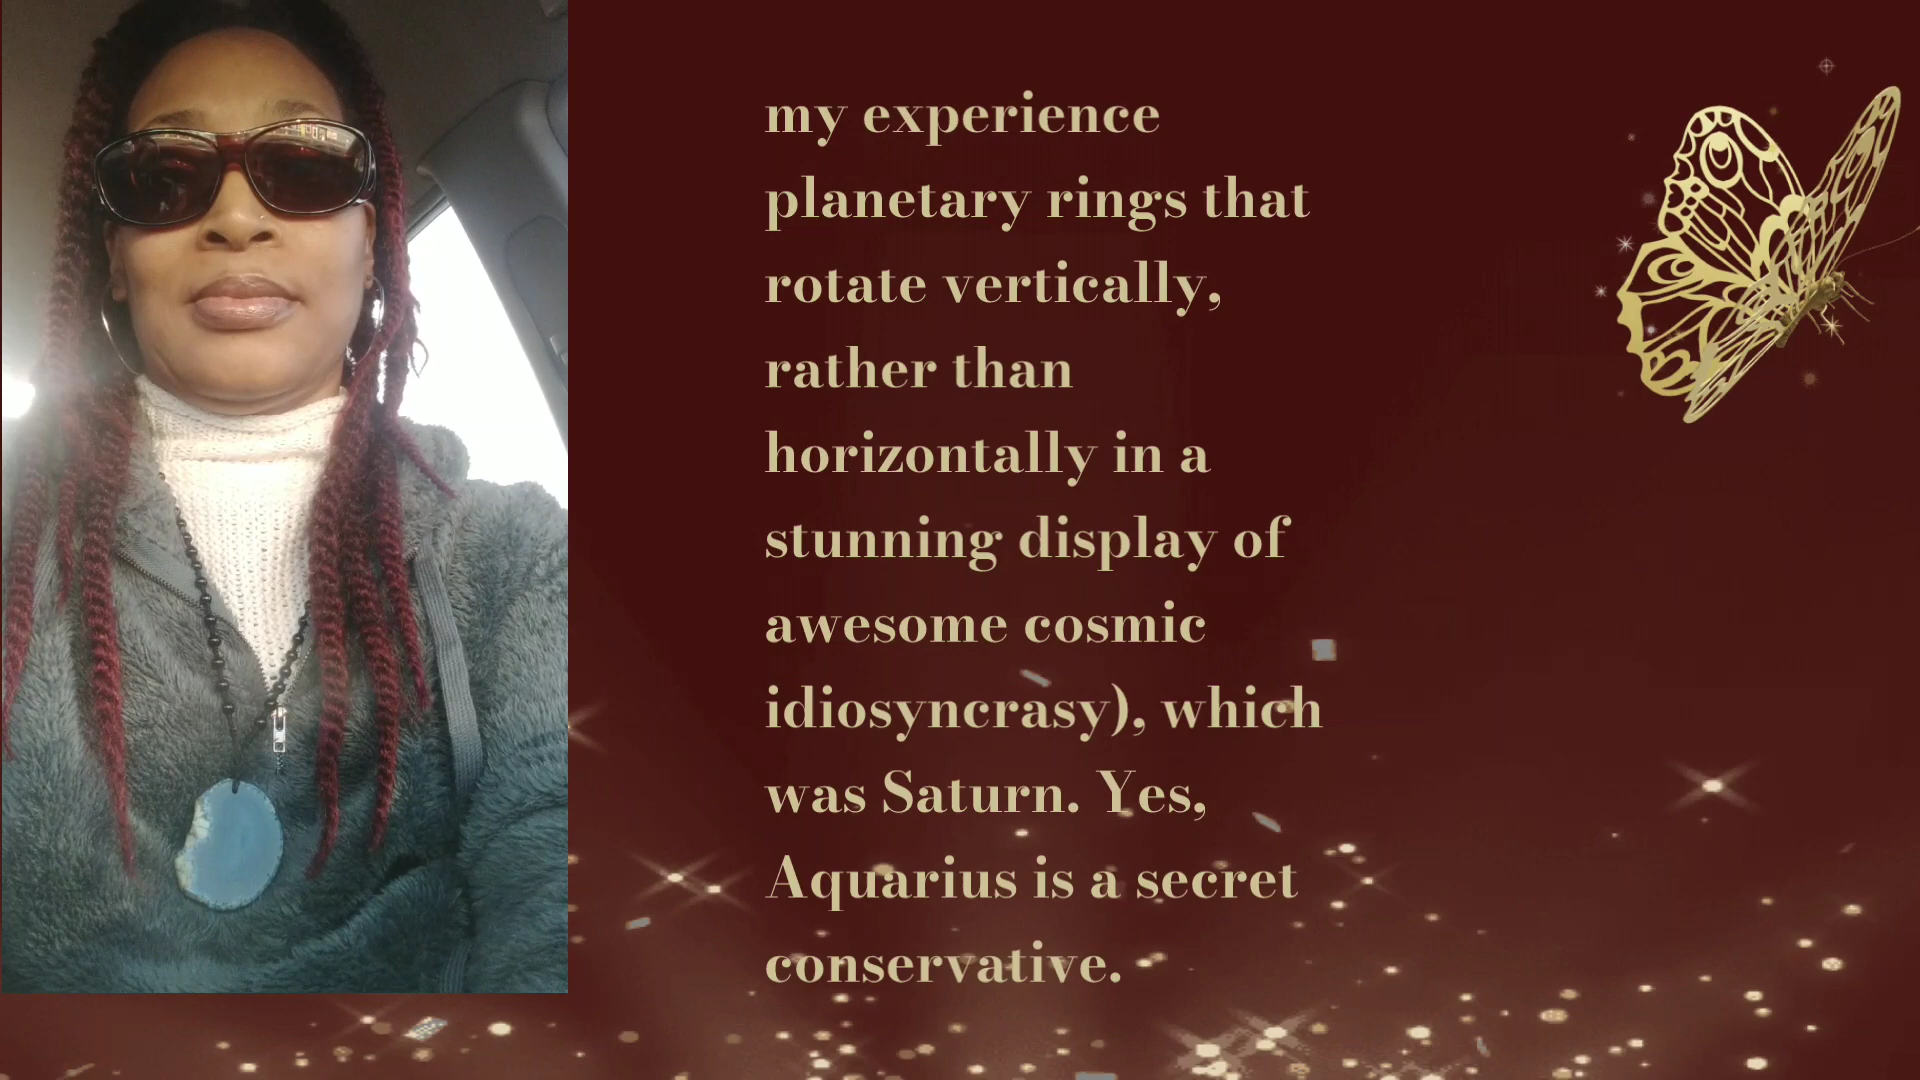 my experience
planetary rings that
rotate vertically,
rather than
horizontally in a
stunning display of
awesome cosmic
idiosyncrasy), which
was Saturn. Yes,
Aquarius is a secret
conservative.